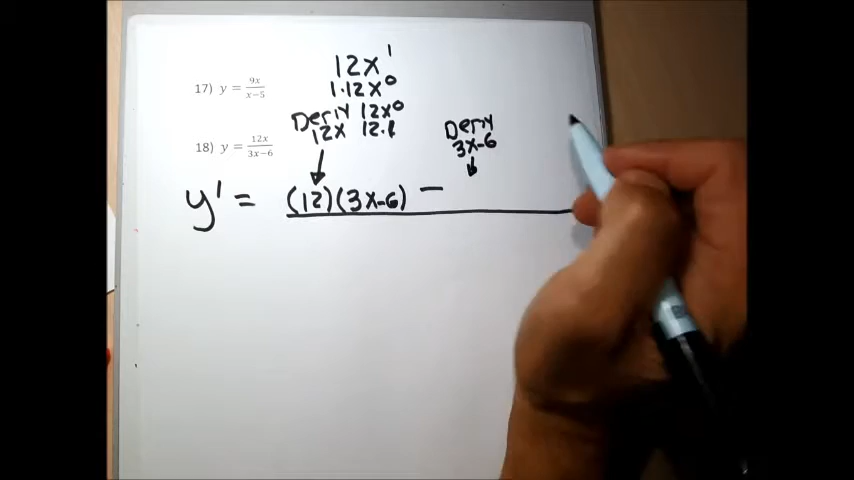 12x¹
17) y = 9x/x−5
1·12x⁰
Deriv 12x⁰
12x 12·1
Deriv
3x-6
18) y = 12x/3x−6
y' = (12)(3x-6) −